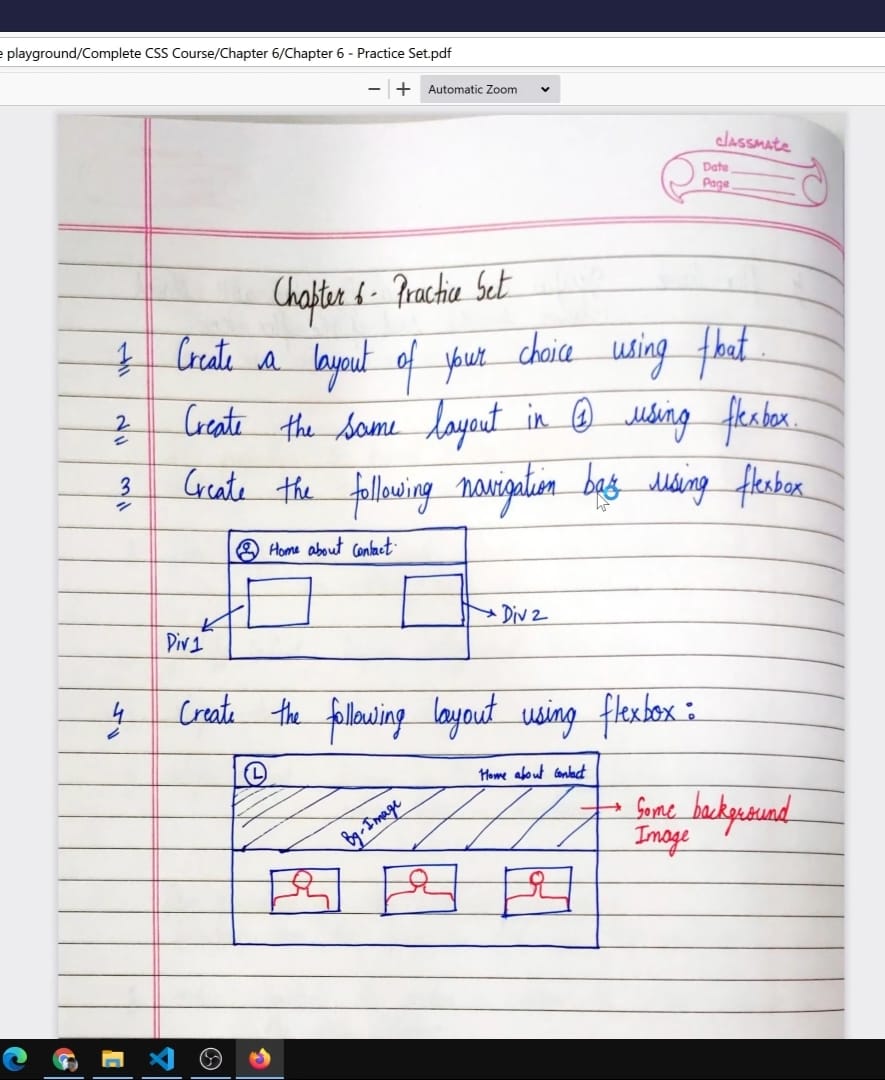 e playground/Complete CSS Course/Chapter 6/Chapter 6 - Practice Set.pdf
− + Automatic Zoom
classmate
Date
Page
Chapter 6 - Practice Set
1 Create a layout of your choice using float.
2 Create the same layout in ① using flexbox.
3 Create the following navigation bar using flexbox
Home about Contact
Div 1
Div 2
4 Create the following layout using flexbox :
L Home about Contact
Bg-Image
Some background
Image